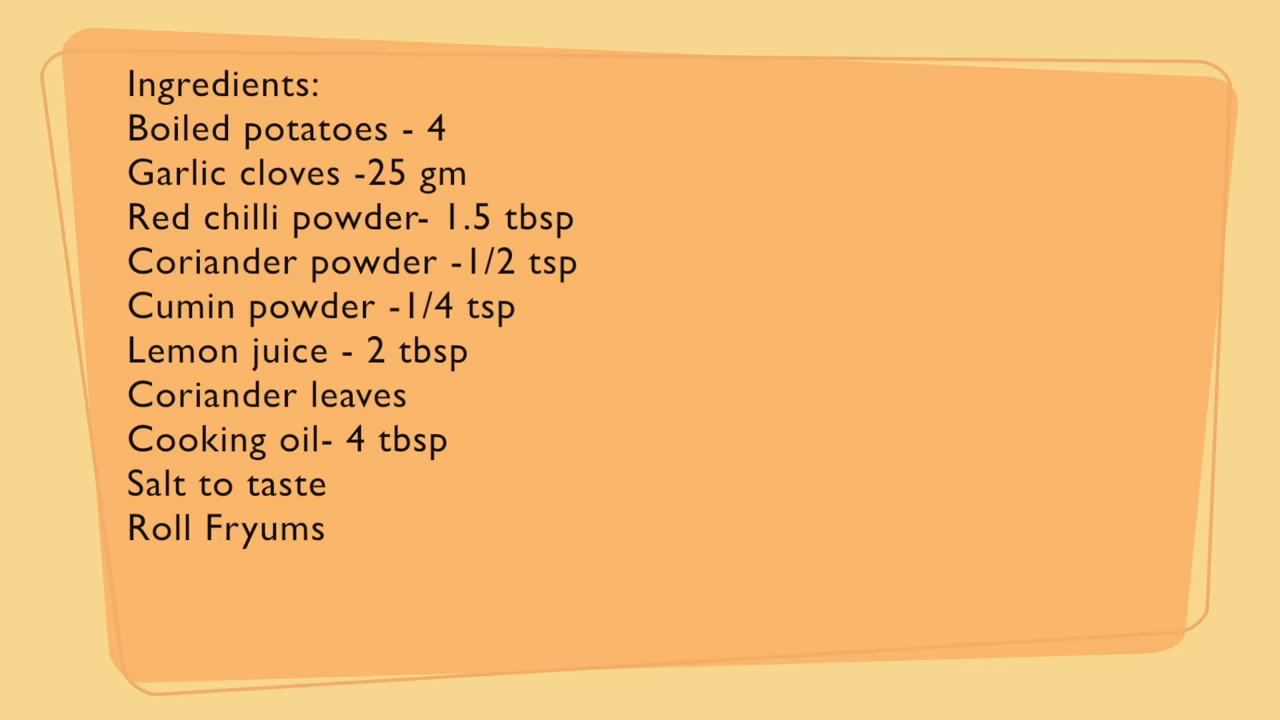 Ingredients:
Boiled potatoes - 4
Garlic cloves -25 gm
Red chilli powder- 1.5 tbsp
Coriander powder -1/2 tsp
Cumin powder -1/4 tsp
Lemon juice - 2 tbsp
Coriander leaves
Cooking oil- 4 tbsp
Salt to taste
Roll Fryums